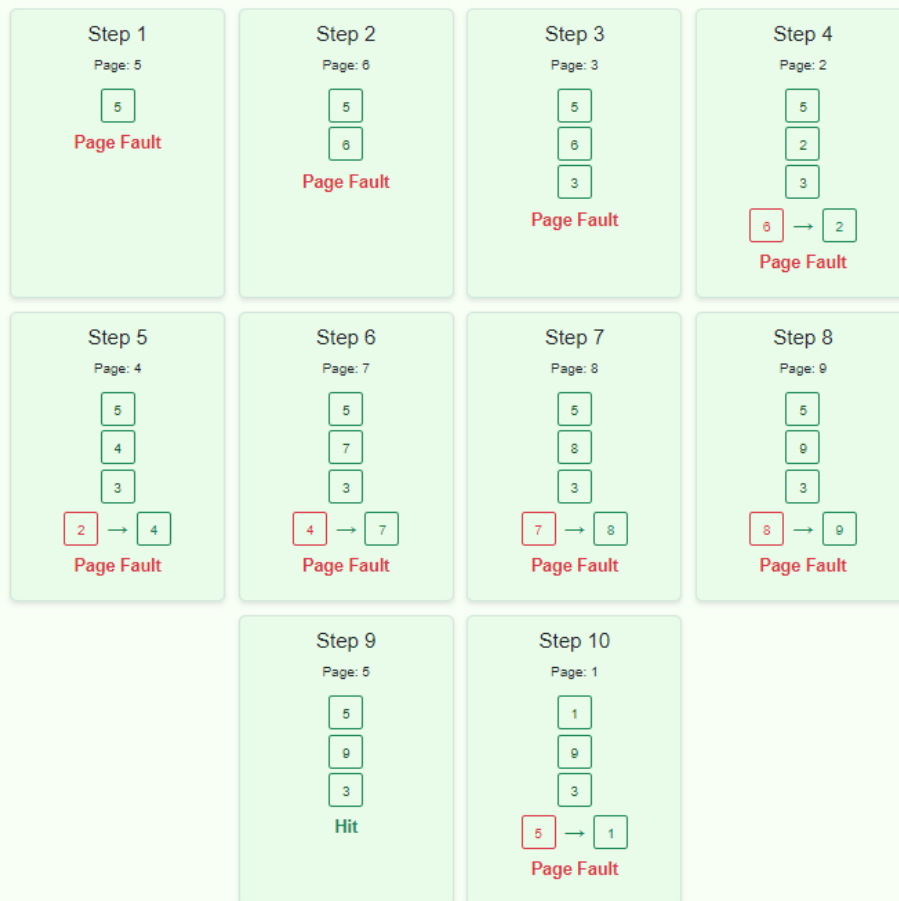 Step 1
Page: 5
5
Page Fault
Step 2
Page: 6
5
6
Page Fault
Step 3
Page: 3
5
6
3
Page Fault
Step 4
Page: 2
5
2
3
6 → 2
Page Fault
Step 5
Page: 4
5
4
3
2 → 4
Page Fault
Step 6
Page: 7
5
7
3
4 → 7
Page Fault
Step 7
Page: 8
5
8
3
7 → 8
Page Fault
Step 8
Page: 9
5
9
3
8 → 9
Page Fault
Step 9
Page: 5
5
9
3
Hit
Step 10
Page: 1
1
9
3
5 → 1
Page Fault